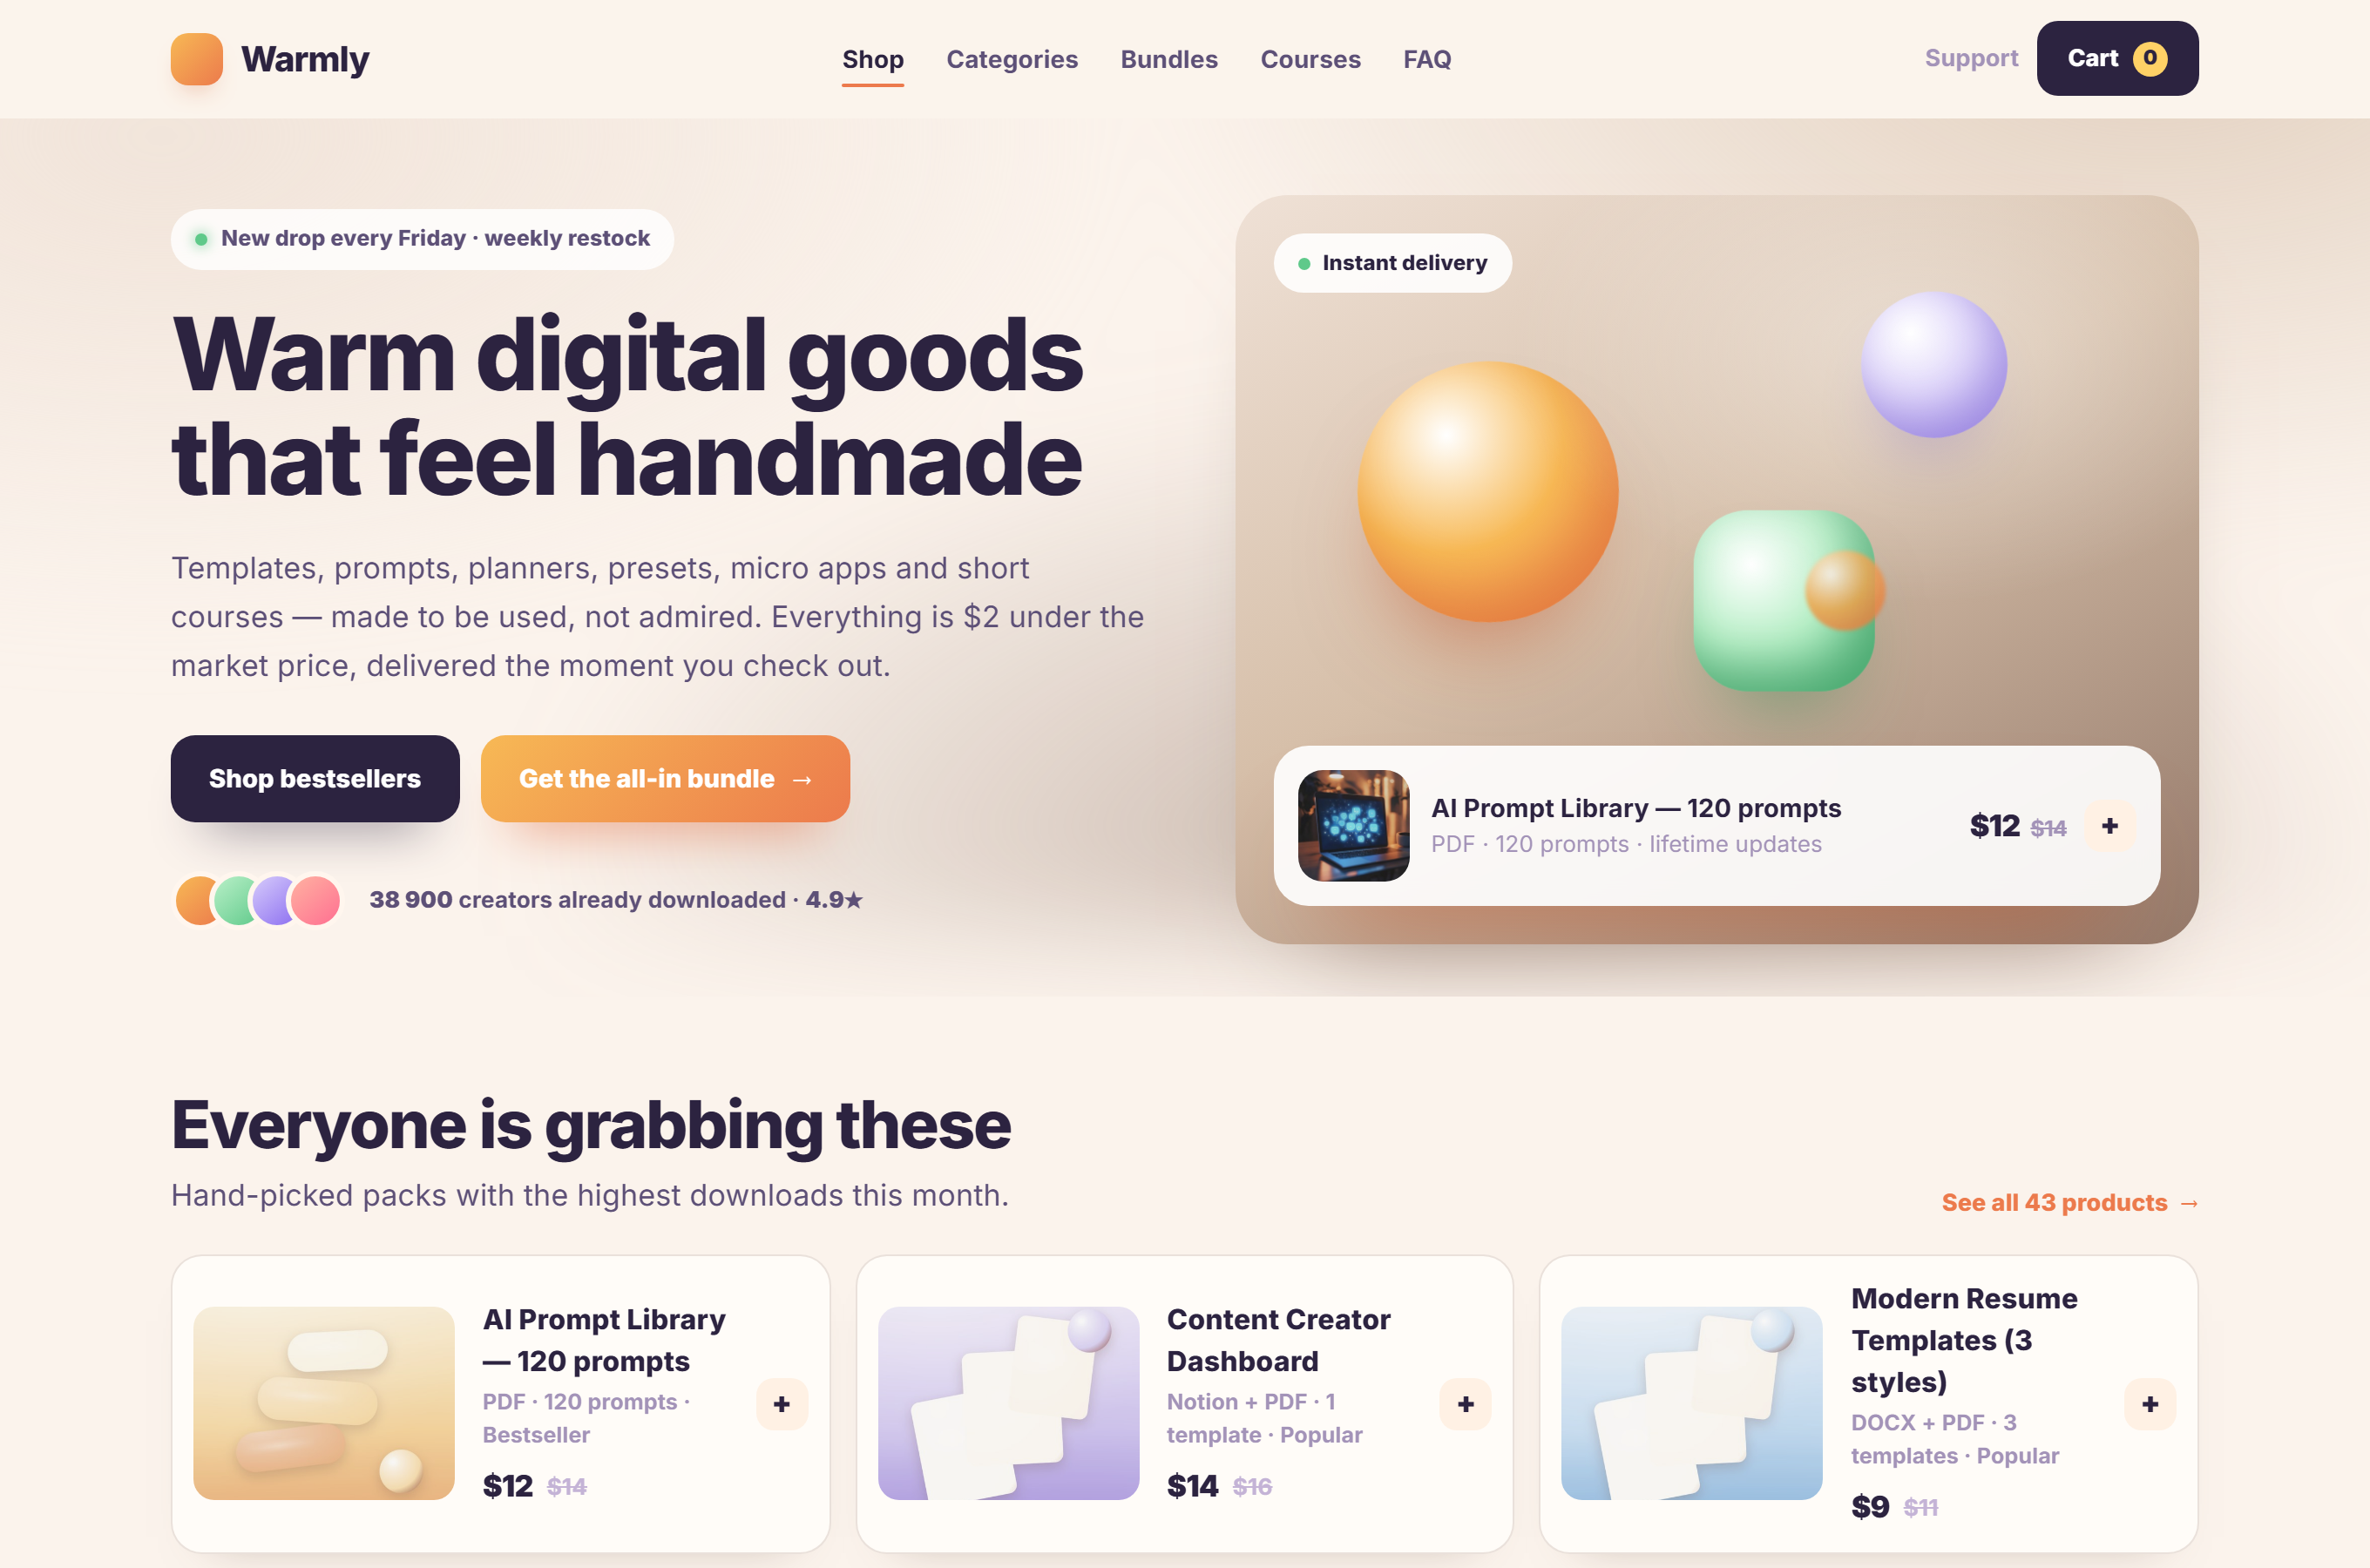 Warmly
Shop
Categories
Bundles
Courses
FAQ
Support
Cart 0
New drop every Friday · weekly restock
Warm digital goods
that feel handmade
Templates, prompts, planners, presets, micro apps and short
courses — made to be used, not admired. Everything is $2 under the
market price, delivered the moment you check out.
Shop bestsellers
Get the all-in bundle →
38 900 creators already downloaded · 4.9★
Instant delivery
AI Prompt Library — 120 prompts
PDF · 120 prompts · lifetime updates
$12 $14
+
Everyone is grabbing these
Hand-picked packs with the highest downloads this month.
See all 43 products →
AI Prompt Library
— 120 prompts
PDF · 120 prompts ·
Bestseller
$12 $14
+
Content Creator
Dashboard
Notion + PDF · 1
template · Popular
$14 $16
+
Modern Resume
Templates (3
styles)
DOCX + PDF · 3
templates · Popular
$9 $11
+